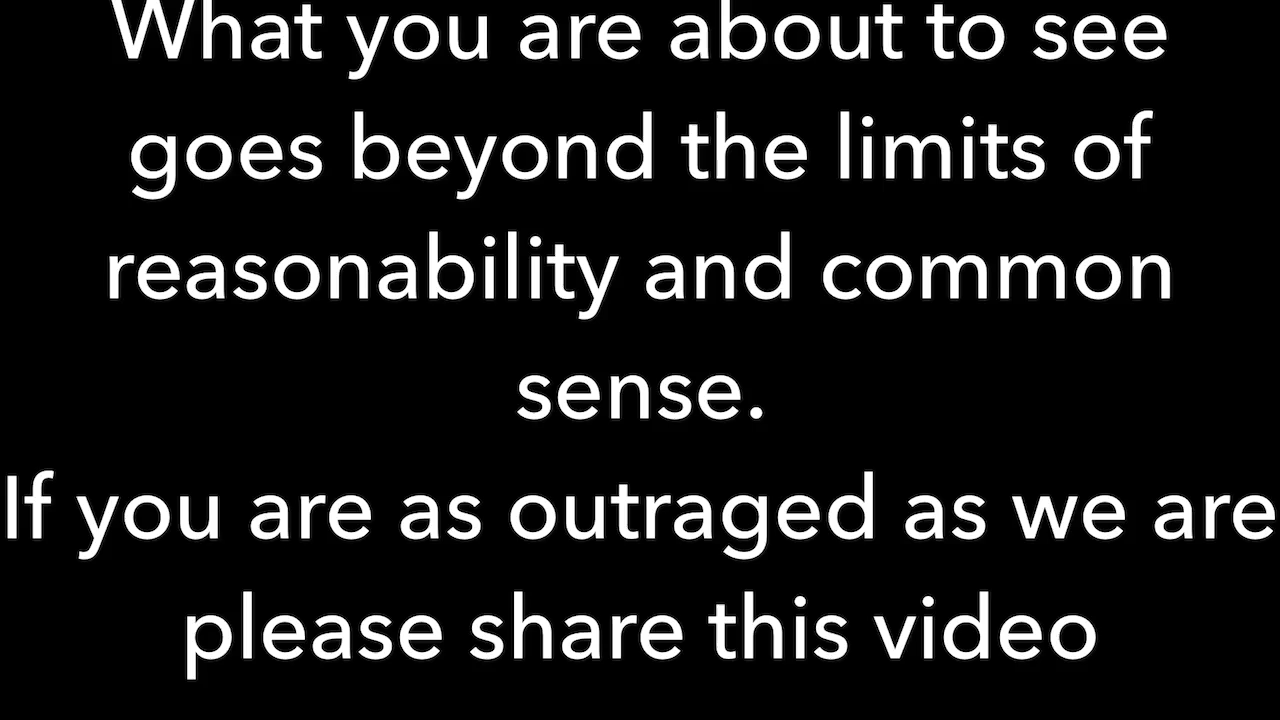 What you are about to see
goes beyond the limits of
reasonability and common
sense.
If you are as outraged as we are
please share this video